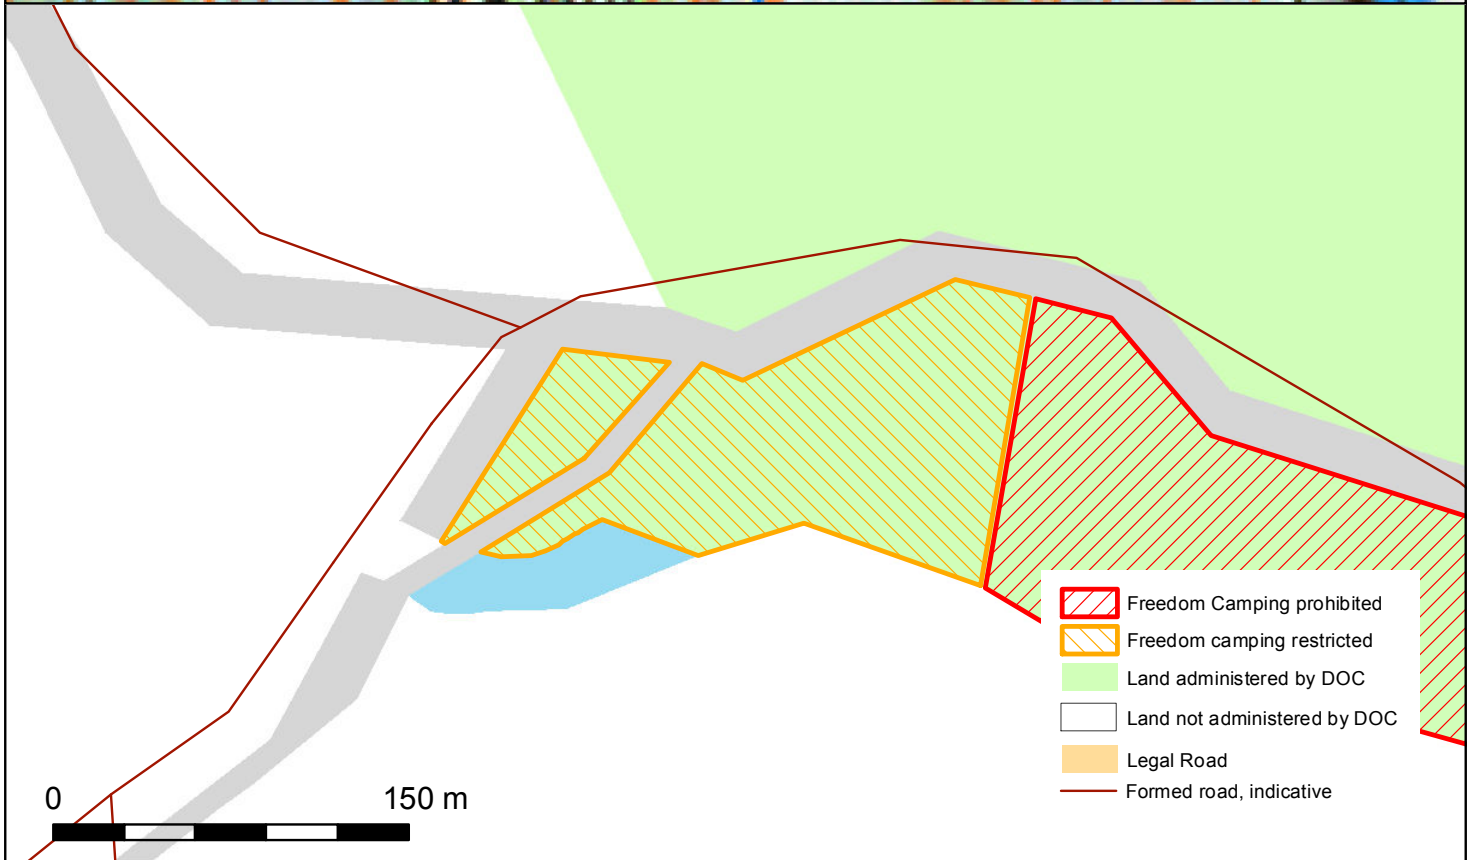 Freedom Camping prohibited
Freedom camping restricted
Land administered by DOC
Land not administered by DOC
Legal Road
Formed road, indicative
0 150 m